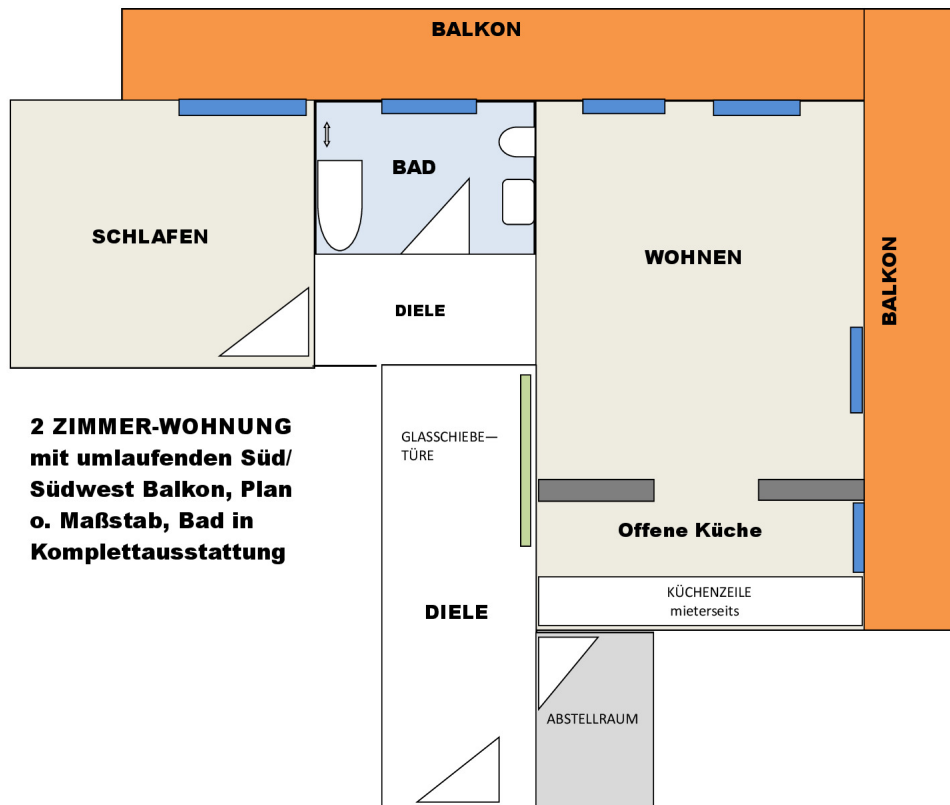 BALKON
BAD
SCHLAFEN
WOHNEN
BALKON
DIELE
2 ZIMMER-WOHNUNG
mit umlaufenden Süd/
Südwest Balkon, Plan
o. Maßstab, Bad in
Komplettausstattung
GLASSCHIEBE—
TÜRE
Offene Küche
KÜCHENZEILE
mieterseits
DIELE
ABSTELLRAUM